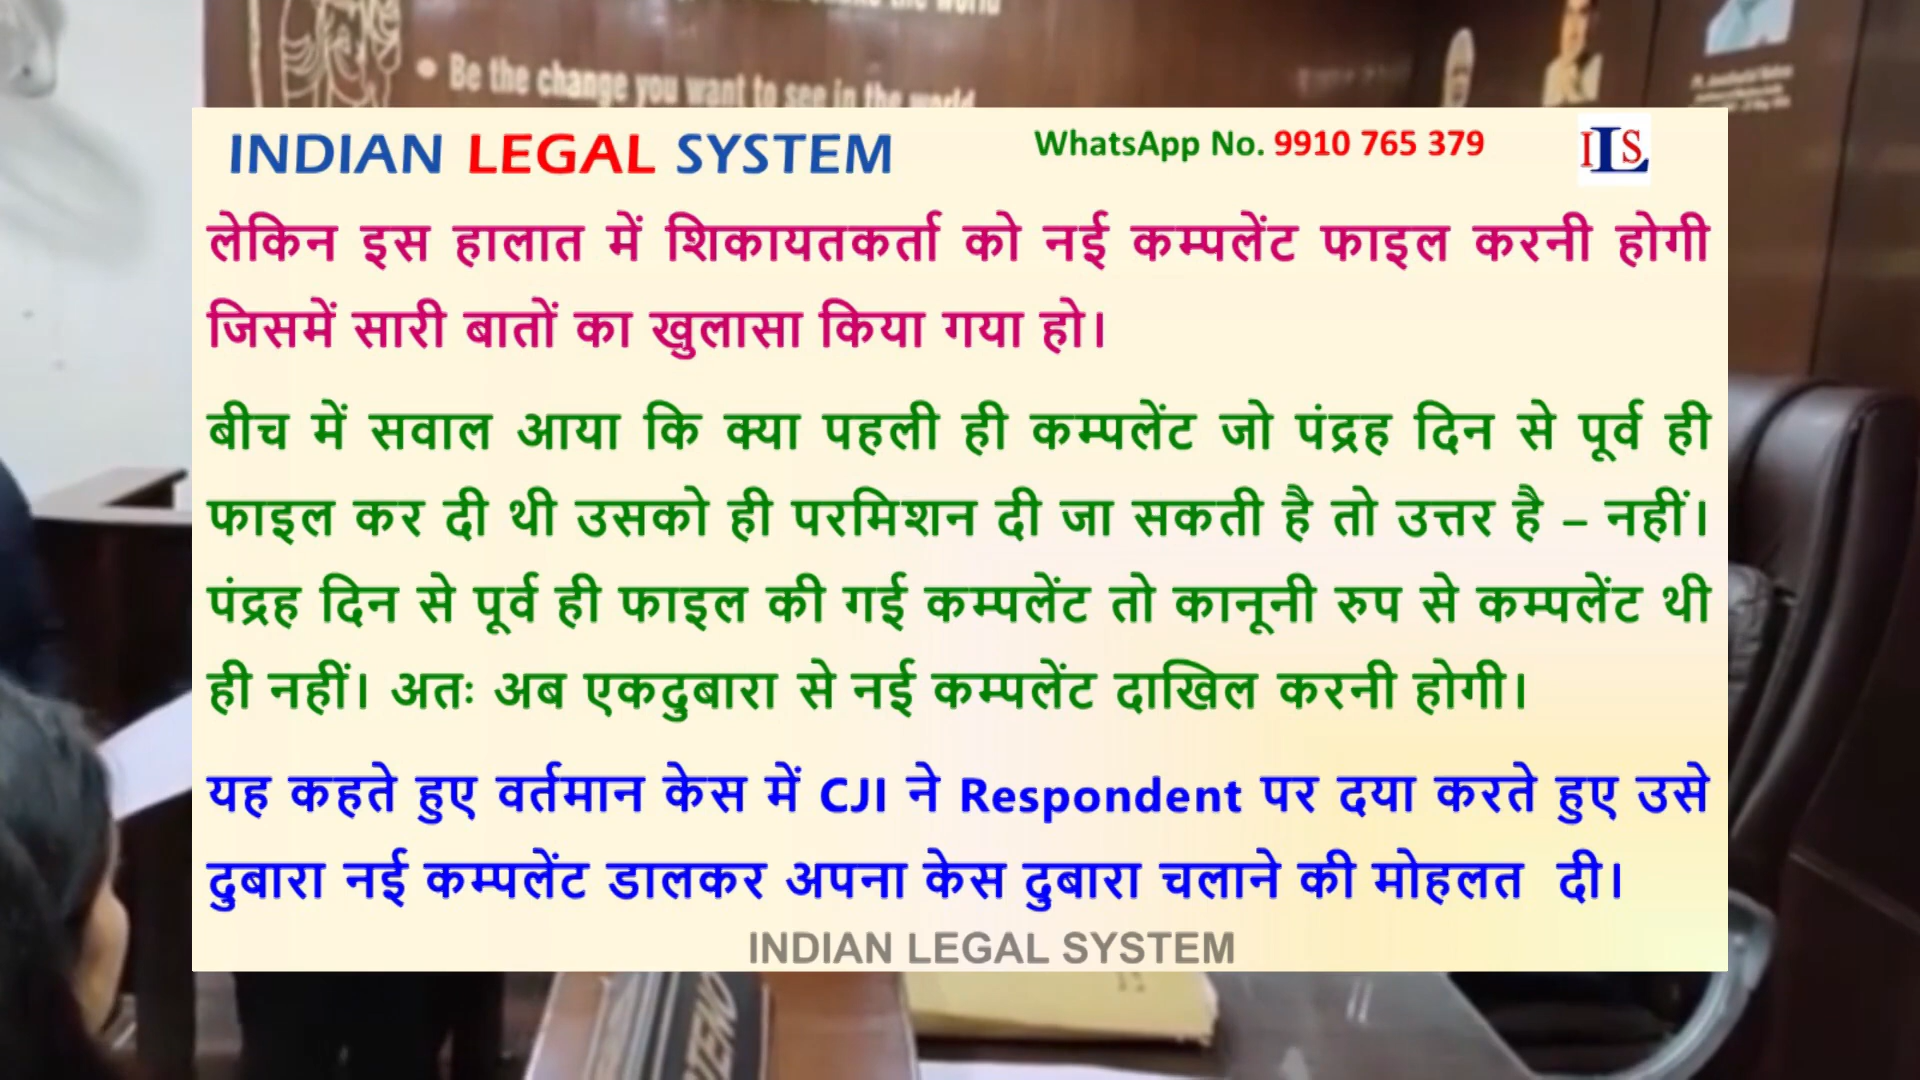 • Be the change you want to see in the world
INDIAN LEGAL SYSTEM
WhatsApp No. 9910 765 379
ILS
लेकिन इस हालात में शिकायतकर्ता को नई कम्पलेंट फाइल करनी होगी
जिसमें सारी बातों का खुलासा किया गया हो।
बीच में सवाल आया कि क्या पहली ही कम्पलेंट जो पंद्रह दिन से पूर्व ही
फाइल कर दी थी उसको ही परमिशन दी जा सकती है तो उत्तर है – नहीं।
पंद्रह दिन से पूर्व ही फाइल की गई कम्पलेंट तो कानूनी रुप से कम्पलेंट थी
ही नहीं। अतः अब एकदुबारा से नई कम्पलेंट दाखिल करनी होगी।
यह कहते हुए वर्तमान केस में CJI ने Respondent पर दया करते हुए उसे
दुबारा नई कम्पलेंट डालकर अपना केस दुबारा चलाने की मोहलत दी।
INDIAN LEGAL SYSTEM